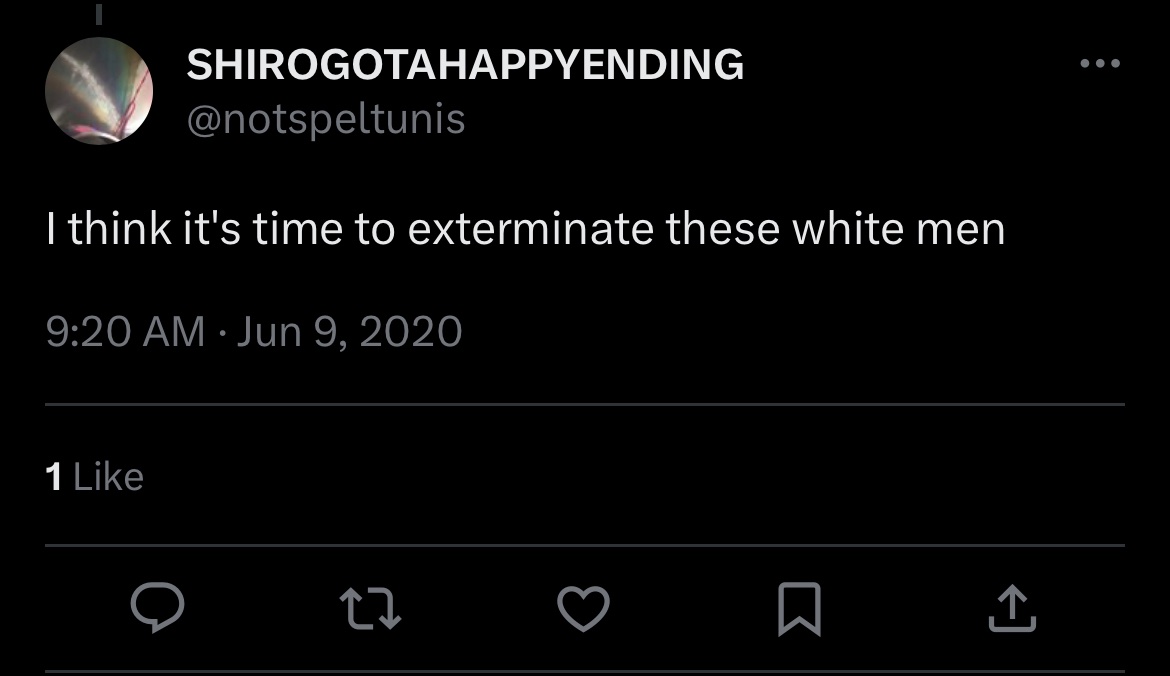 SHIROGOTAHAPPYENDING
@notspeltunis
I think it's time to exterminate these white men
9:20 AM · Jun 9, 2020
1 Like